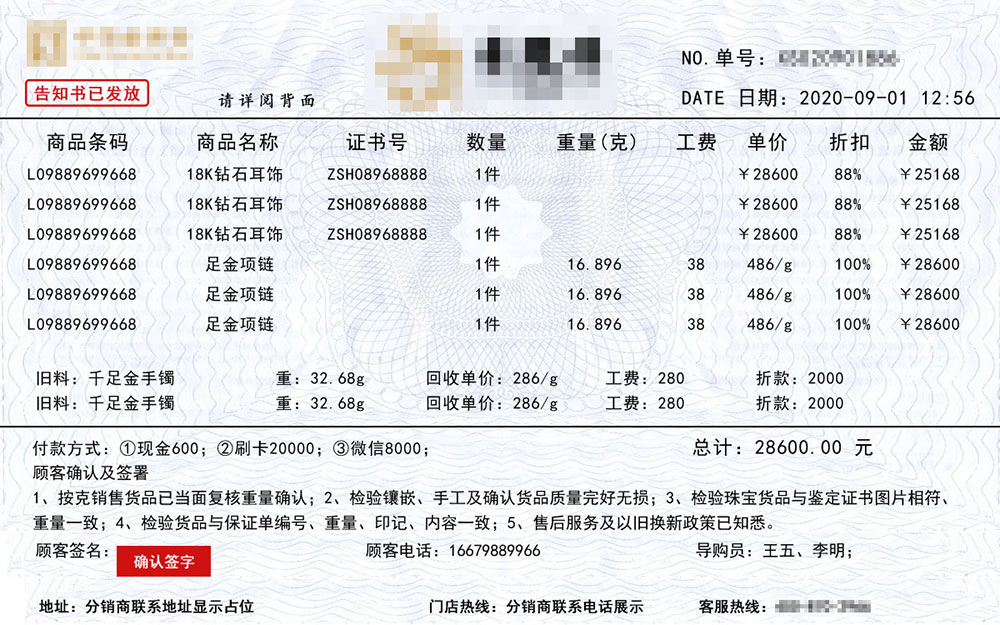 告知书已发放
请详阅背面
NO.单号：
DATE 日期：2020-09-01 12:56
商品条码 商品名称 证书号 数量 重量(克) 工费 单价 折扣 金额
L09889699668 18K钻石耳饰 ZSH08968888 1件 ￥28600 88% ￥25168
L09889699668 18K钻石耳饰 ZSH08968888 1件 ￥28600 88% ￥25168
L09889699668 18K钻石耳饰 ZSH08968888 1件 ￥28600 88% ￥25168
L09889699668 足金项链 1件 16.896 38 486/g 100% ￥28600
L09889699668 足金项链 1件 16.896 38 486/g 100% ￥28600
L09889699668 足金项链 1件 16.896 38 486/g 100% ￥28600
旧料：千足金手镯 重：32.68g 回收单价：286/g 工费：280 折款：2000
旧料：千足金手镯 重：32.68g 回收单价：286/g 工费：280 折款：2000
付款方式：①现金600；②刷卡20000；③微信8000； 总计：28600.00 元
顾客确认及签署
1、按克销售货品已当面复核重量确认；2、检验镶嵌、手工及确认货品质量完好无损；3、检验珠宝货品与鉴定证书图片相符、
重量一致；4、检验货品与保证单编号、重量、印记、内容一致；5、售后服务及以旧换新政策已知悉。
顾客签名：确认签字 顾客电话：16679889966 导购员：王五、李明；
地址：分销商联系地址显示占位 门店热线：分销商联系电话展示 客服热线：